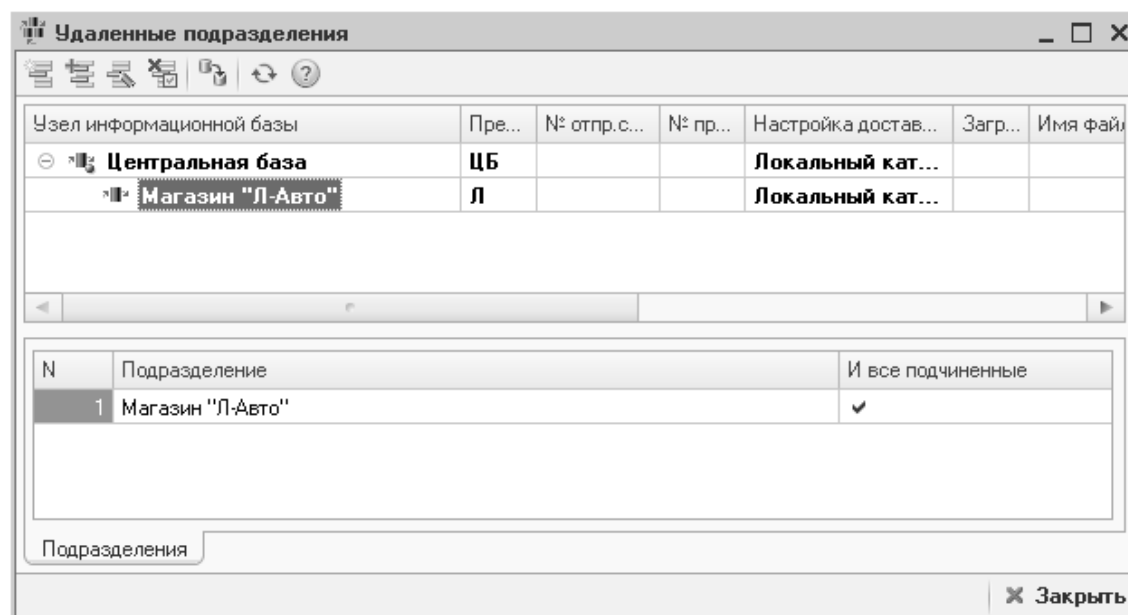 Удаленные подразделения
Узел информационной базы Пре... № отпр.с... № пр... Настройка достав... Загр... Имя файл
Центральная база ЦБ Локальный кат...
Магазин "Л-Авто" Л Локальный кат...
N Подразделение И все подчиненные
1 Магазин "Л-Авто" ✔
Подразделения
Закрыть